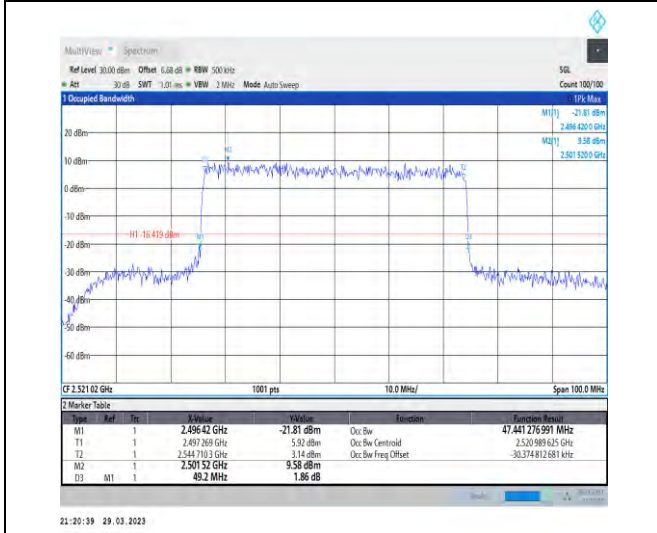 MultiView Spectrum
Ref Level 30.00 dBm Offset 6.68 dB RBW 500 kHz SGL
Att 30 dB SWT 1.01 ms VBW 2 MHz Mode Auto Sweep Count 100/100
1 Occupied Bandwidth 1Pk Max
M1[1] -21.81 dBm
2.496 420 0 GHz
20 dBm
M2[1] 9.58 dBm
2.501 520 0 GHz
M2
T2
10 dBm
0 dBm
-10 dBm
H1 -16.419 dBm
M1
D3
-20 dBm
-30 dBm
-40 dBm
-50 dBm
-60 dBm
CF 2.521 02 GHz 1001 pts 10.0 MHz/ Span 100.0 MHz
2 Marker Table
Type Ref Trc X-Value Y-Value Function Function Result
M1 1 2.496 42 GHz -21.81 dBm Occ Bw 47.441 276 991 MHz
T1 1 2.497 269 GHz 5.92 dBm Occ Bw Centroid 2.520 989 625 GHz
T2 1 2.544 710 3 GHz 3.14 dBm Occ Bw Freq Offset -30.374 812 681 kHz
M2 1 2.501 52 GHz 9.58 dBm
D3 M1 1 49.2 MHz 1.86 dB
21:20:39 29.03.2023